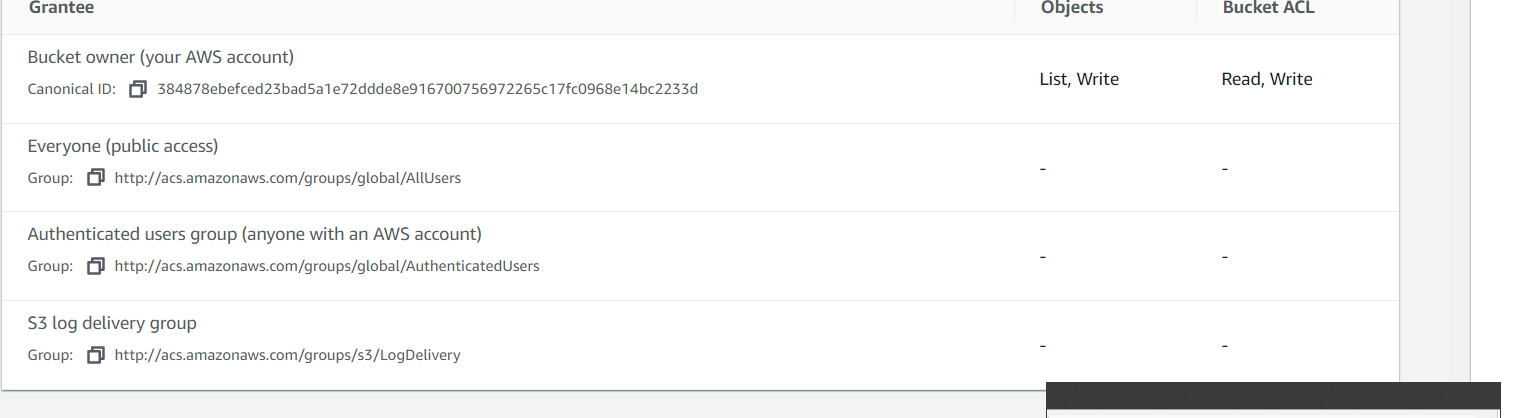 Grantee Objects Bucket ACL
Bucket owner (your AWS account)
Canonical ID: 384878ebefced23bad5a1e72ddde8e916700756972265c17fc0968e14bc2233d
List, Write Read, Write
Everyone (public access)
Group: http://acs.amazonaws.com/groups/global/AllUsers
- -
Authenticated users group (anyone with an AWS account)
Group: http://acs.amazonaws.com/groups/global/AuthenticatedUsers
- -
S3 log delivery group
Group: http://acs.amazonaws.com/groups/s3/LogDelivery
- -